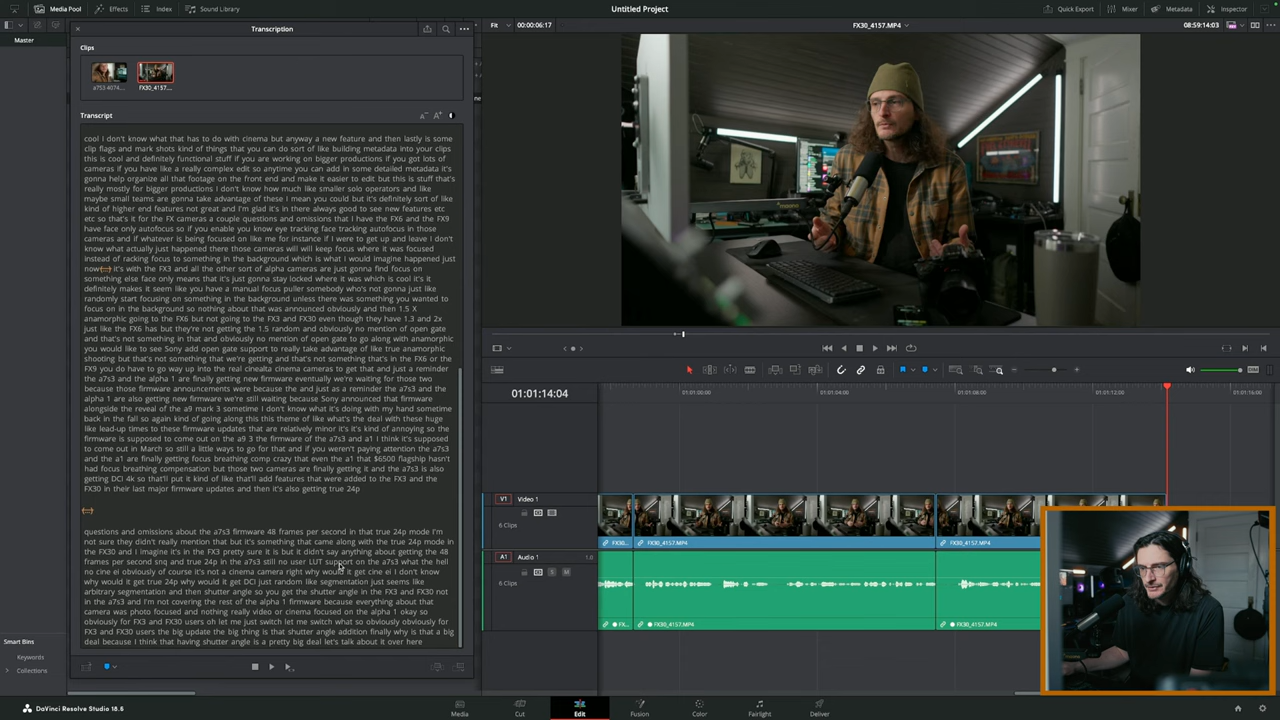 Media Pool Effects Index Sound Library Untitled Project Quick Export Mixer Metadata Inspector
Master
Transcription
Fit 00:00:06:17 FX30_4157.MP4 08:59:14:03
Clips
a7S3 4074... FX30_4157....
Transcript
cool I don't know what that has to do with cinema but anyway a new feature and then lastly is some
clip flags and mark shots kind of things that you can do sort of like building metadata into your clips
this is cool and definitely functional stuff if you are working on bigger productions if you got lots of
cameras if you have like a really complex edit so anytime you can add in some detailed metadata it's
gonna help organize all that footage on the front end and make it easier to edit but this is stuff that's
really mostly for bigger productions I don't know how much like smaller solo operators and like
maybe small teams are gonna take advantage of these I mean you could but it's definitely sort of like
kind of higher end features not great and I'm glad it's in there always good to see new features etc
etc so that's it for the FX cameras a couple questions and omissions that I have the FX6 and the FX9
have face only autofocus so if you enable you know eye tracking face tracking autofocus in those
cameras and if whatever is being focused on like me for instance if I were to get up and leave I don't
know what actually just happened there those cameras will will keep focus where it was focused
instead of racking focus to something in the background which is what I would imagine happened just
now(...) it's with the FX3 and all the other sort of alpha cameras are just gonna find focus on
something else face only means that it's just gonna stay locked where it was which is cool it's it
definitely makes it seem like you have a manual focus puller somebody who's not gonna just like
randomly start focusing on something in the background unless there was something you wanted to
focus on in the background so nothing about that was announced obviously and then 1.5 X
anamorphic going to the FX6 but not going to the FX3 and FX30 even though they have 1.3 and 2x
just like the FX6 has but they're not getting the 1.5 random and obviously no mention of open gate
and that's not something in that and obviously no mention of open gate to go along with anamorphic
you would like to see Sony add open gate support to really take advantage of like true anamorphic
shooting but that's not something that we're getting and that's not something that's in the FX6 or the
FX9 you do have to go way up into the real cinealta cinema cameras to get that and just a reminder
the a7s3 and the alpha 1 are finally getting new firmware eventually we're waiting for those two
because those firmware announcements were because the and just as a reminder the a7s3 and the
alpha 1 are also getting new firmware we're still waiting because Sony announced that firmware
alongside the reveal of the a9 mark 3 sometime I don't know what it's doing with my hand sometime
back in the fall so again kind of going along this this theme of like what's the deal with these huge
like lead-up times to these firmware updates that are relatively minor it's it's kind of annoying so the
firmware is supposed to come out on the a9 3 the firmware of the a7s3 and a1 I think it's supposed
to come out in March so still a little ways to go for that and if you weren't paying attention the a7s3
and the a1 are finally getting focus breathing comp crazy that even the a1 that $6500 flagship hasn't
had focus breathing compensation but those two cameras are finally getting it and the a7s3 is also
getting DCI 4k so that'll put it kind of like that'll add features that were added to the FX3 and the
FX30 in their last major firmware updates and then it's also getting true 24p
(...)
questions and omissions about the a7s3 firmware 48 frames per second in that true 24p mode I'm
not sure they didn't really mention that but it's something that came along with the true 24p mode in
the FX30 and I imagine it's in the FX3 pretty sure it is but it didn't say anything about getting the 48
frames per second snq and true 24p in the a7s3 still no user LUT support on the a7s3 what the hell
no cine eI obviously of course it's not a cinema camera right why would it get cine ei I don't know
why would it get true 24p why would it get DCI just random like segmentation just seems like
arbitrary segmentation and then shutter angle so you get the shutter angle in the FX3 and FX30 not
in the a7s3 and I'm not covering the rest of the alpha 1 firmware because everything about that
camera was photo focused and nothing really video or cinema focused on the alpha 1 okay so
obviously for FX3 and FX30 users oh let me just switch let me switch so obviously obviously for
FX3 and FX30 users the big update the big thing is that shutter angle addition finally why is that a big
deal because I think that having shutter angle is a pretty big deal let's talk about it over here
01:01:14:04
01:01:00:00 01:01:04:00 01:01:08:00 01:01:12:00 01:01:16:00
V1 Video 1
6 Clips
FX30... FX30_4157.MP4 FX30_4157.MP4
A1 Audio 1 1.0
S M
6 Clips
FX... FX30_4157.MP4 FX30_4157.MP4
DIM
Smart Bins
Keywords
Collections
DaVinci Resolve Studio 18.6
Media Cut Edit Fusion Color Fairlight Deliver